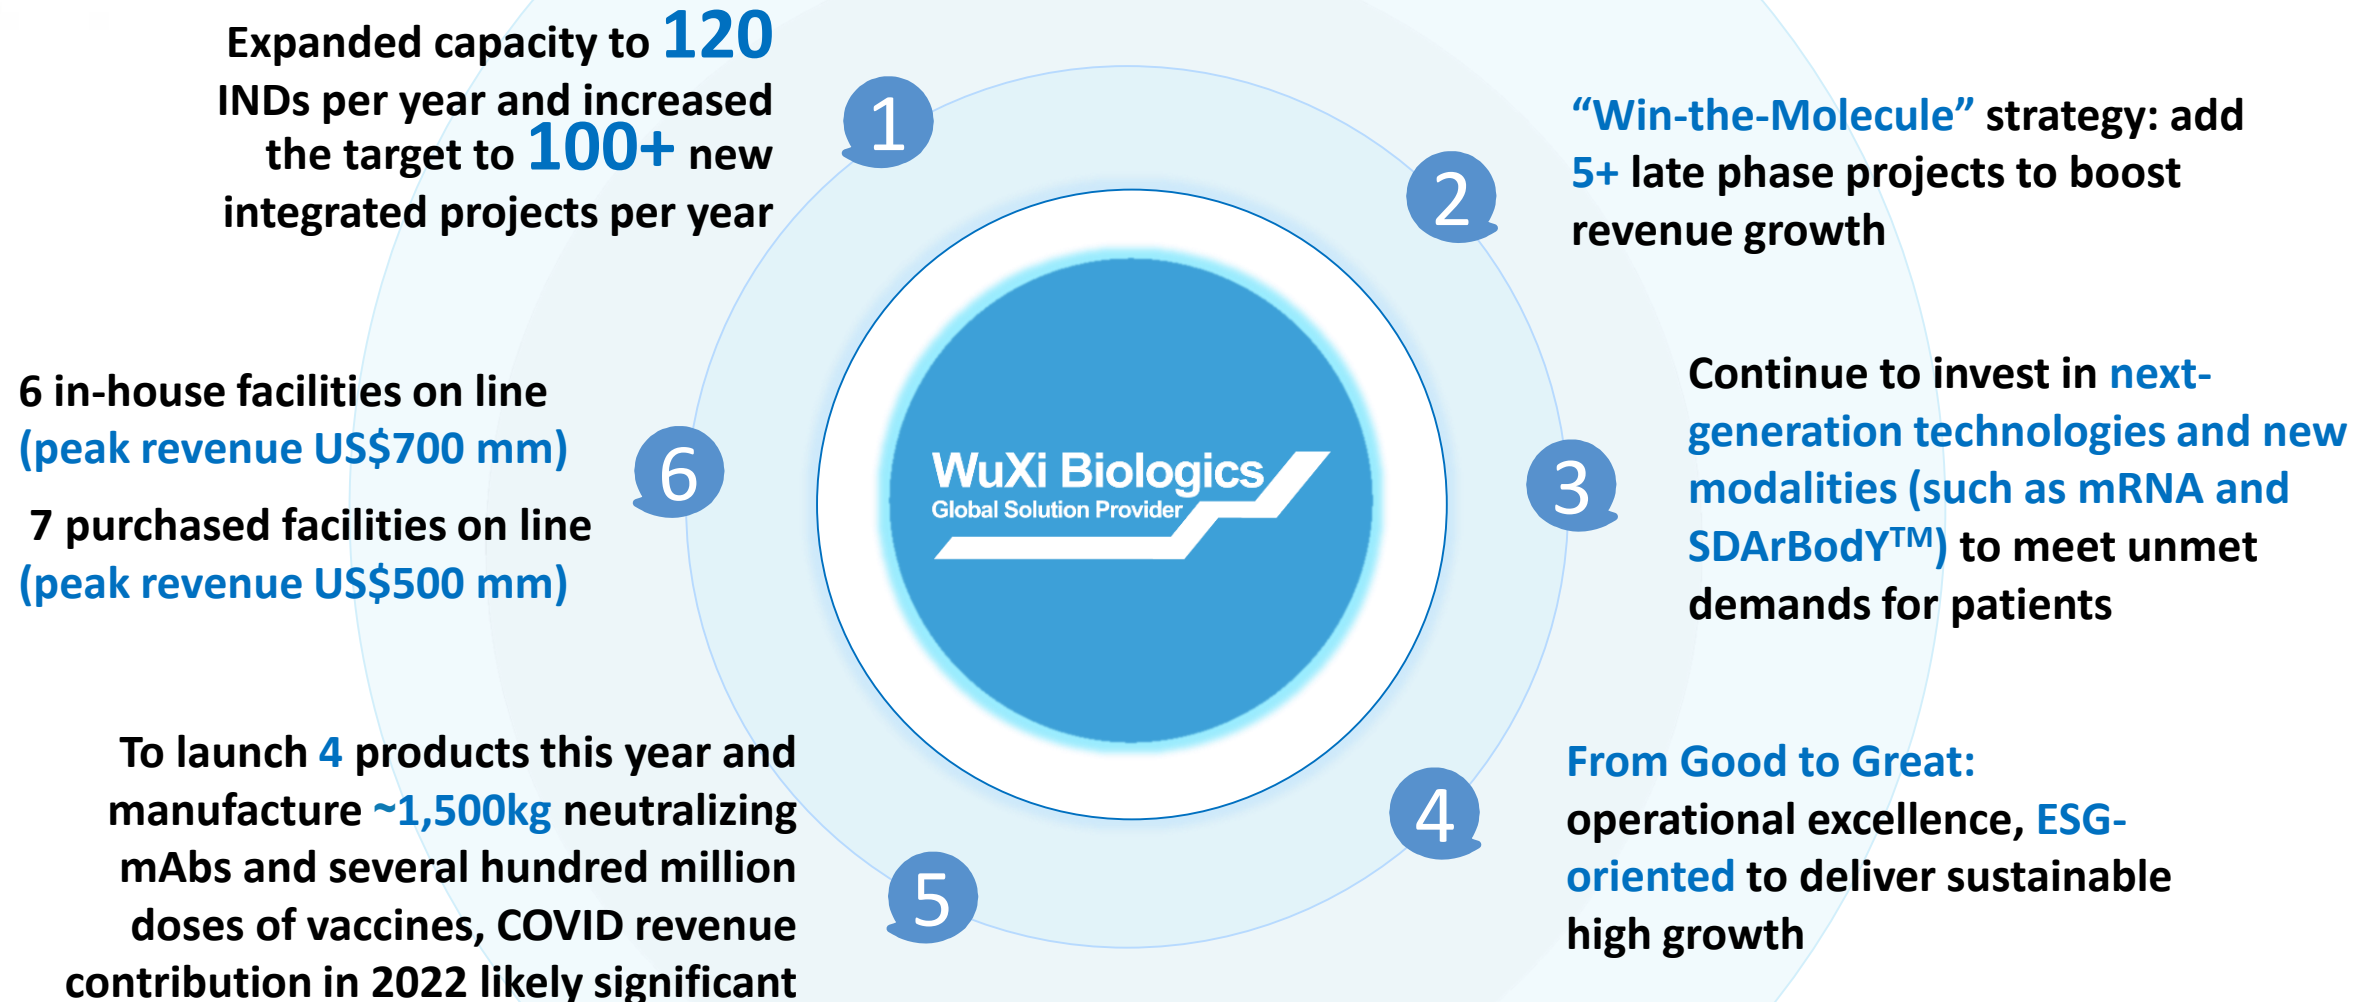 Expanded capacity to 120
INDs per year and increased
the target to 100+ new
integrated projects per year
1
2
“Win-the-Molecule” strategy: add
5+ late phase projects to boost
revenue growth
3
Continue to invest in next-
generation technologies and new
modalities (such as mRNA and
SDArBodY™) to meet unmet
demands for patients
4
From Good to Great:
operational excellence, ESG-
oriented to deliver sustainable
high growth
5
To launch 4 products this year and
manufacture ~1,500kg neutralizing
mAbs and several hundred million
doses of vaccines, COVID revenue
contribution in 2022 likely significant
6
6 in-house facilities on line
(peak revenue US$700 mm)
7 purchased facilities on line
(peak revenue US$500 mm)
WuXi Biologics
Global Solution Provider